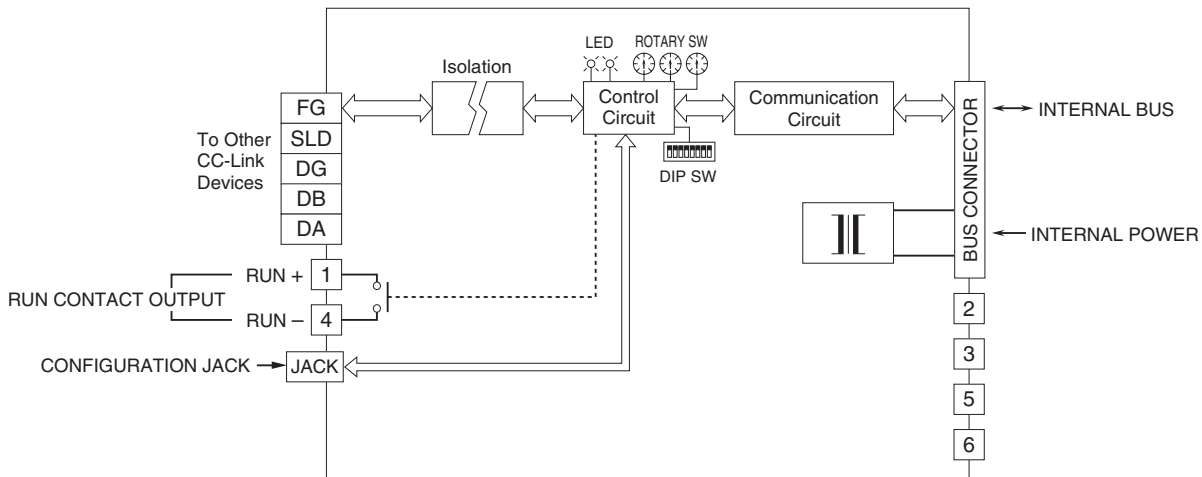 LED
ROTARY SW
Isolation
Control
Circuit
Communication
Circuit
DIP SW
To Other
CC-Link
Devices
FG
SLD
DG
DB
DA
BUS CONNECTOR
INTERNAL BUS
INTERNAL POWER
RUN CONTACT OUTPUT
RUN +
1
RUN –
4
CONFIGURATION JACK
JACK
2
3
5
6